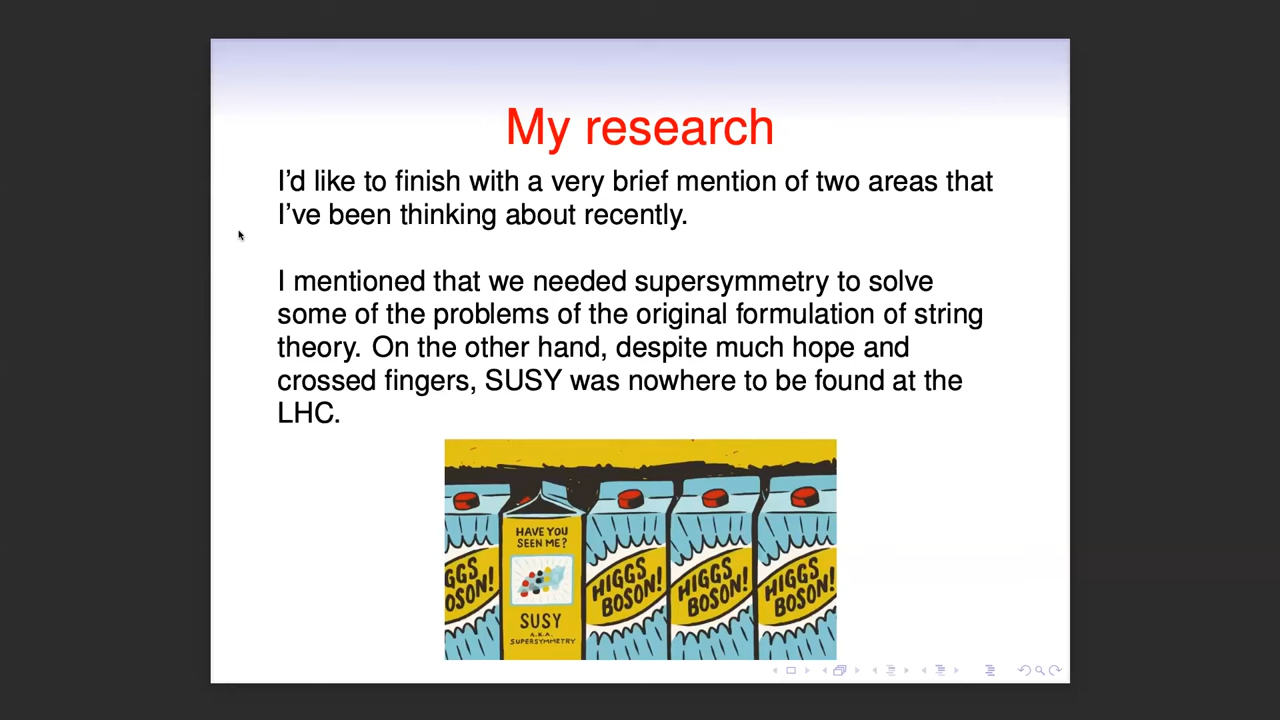 My research
I'd like to finish with a very brief mention of two areas that
I've been thinking about recently.
I mentioned that we needed supersymmetry to solve
some of the problems of the original formulation of string
theory. On the other hand, despite much hope and
crossed fingers, SUSY was nowhere to be found at the
LHC.
GGS
OSON!
HAVE YOU
SEEN ME?
SUSY
A.K.A.
SUPERSYMMETRY
HIGGS
BOSON!
HIGGS
BOSON!
HIGGS
BOSON!